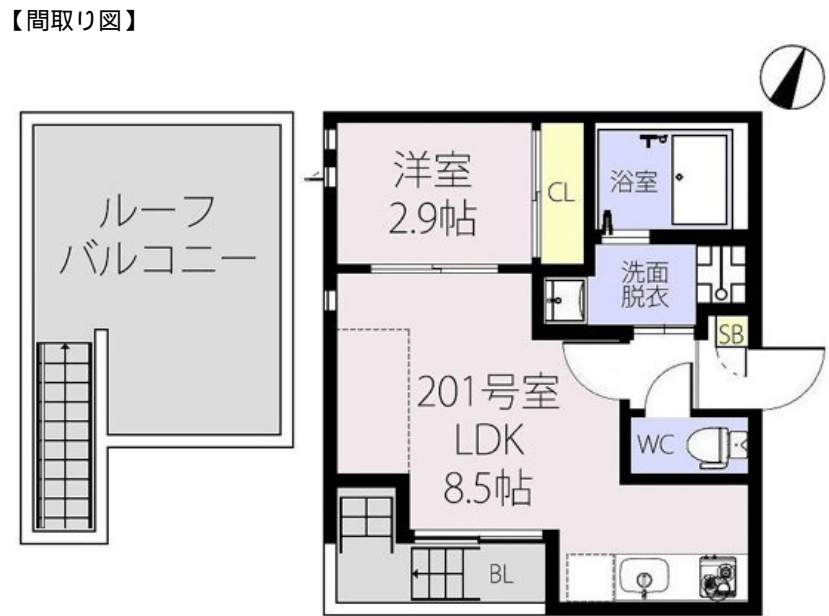 【間取り図】
ルーフ
バルコニー
洋室
2.9帖
CL
浴室
洗面
脱衣
SB
201号室
LDK
8.5帖
WC
BL